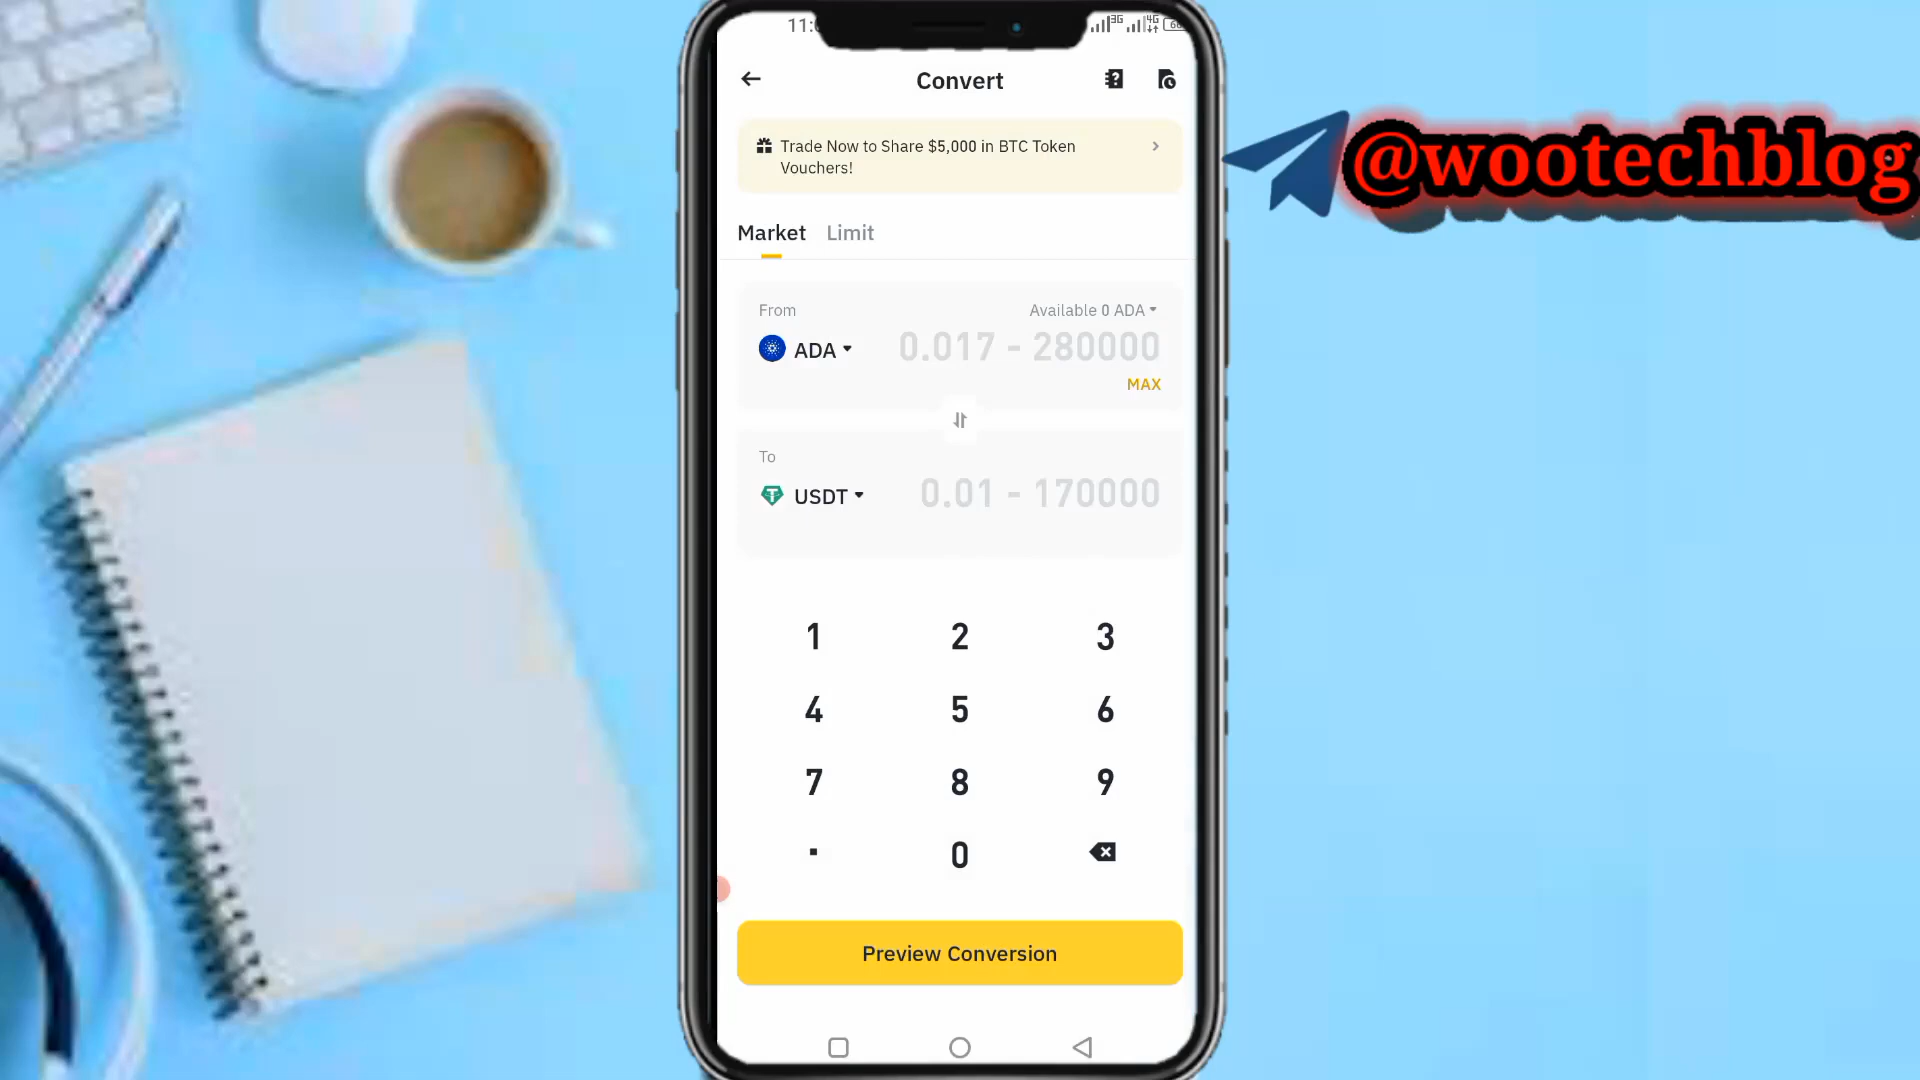 3G
4G
Convert
Trade Now to Share $5,000 in BTC Token
Vouchers!
@wootechblog
Market Limit
From
Available 0 ADA
ADA
0.017 - 280000
MAX
To
USDT
0.01 - 170000
1 2 3
4 5 6
7 8 9
. 0
Preview Conversion